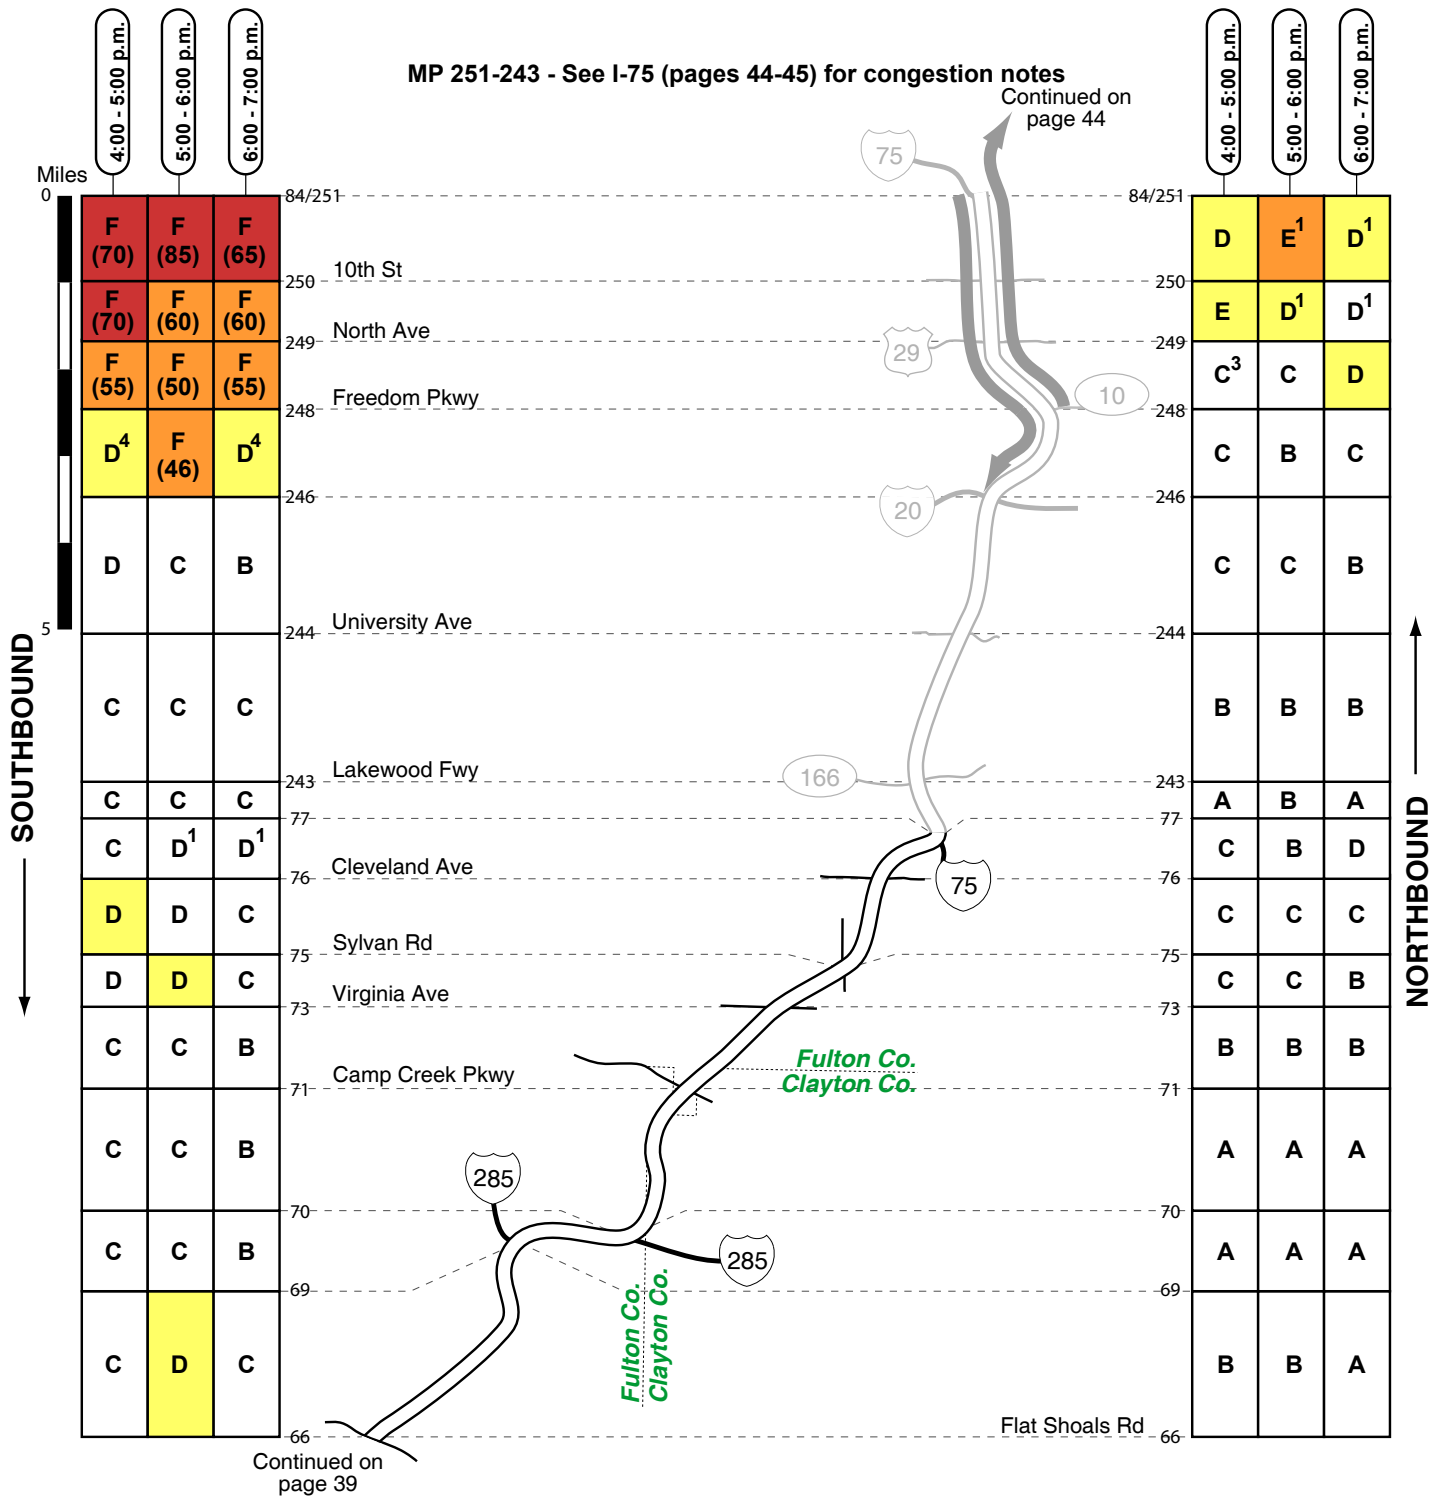 4:00 - 5:00 p.m. 5:00 - 6:00 p.m. 6:00 - 7:00 p.m.
4:00 - 5:00 p.m. 5:00 - 6:00 p.m. 6:00 - 7:00 p.m.
MP 251-243 - See I-75 (pages 44-45) for congestion notes
Continued on
page 44
75
Miles
0 84/251 84/251
F F F D E1 D1
(70) (85) (65)
10th St
250 250
F F F E D1 D1
(70) (60) (60)
North Ave
249 249
29
F F F C3 C D
(55) (50) (55)
10
Freedom Pkwy
248 248
D4 F D4 C B C
(46)
246 246
20
D C B C C B
University Ave
5 244 244
SOUTHBOUND
NORTHBOUND
C C C B B B
Lakewood Fwy
166
243 243
C C C A B A
77 77
C D1 D1 C B D
Cleveland Ave
76 76
75
D D C C C C
Sylvan Rd
75 75
D D C C C B
Virginia Ave
73 73
C C B B B B
Fulton Co.
Clayton Co.
Camp Creek Pkwy
71 71
C C B A A A
285
70 70
C C B A A A
285
69 69
Fulton Co.
Clayton Co.
C D C B B A
Flat Shoals Rd
66 66
Continued on
page 39